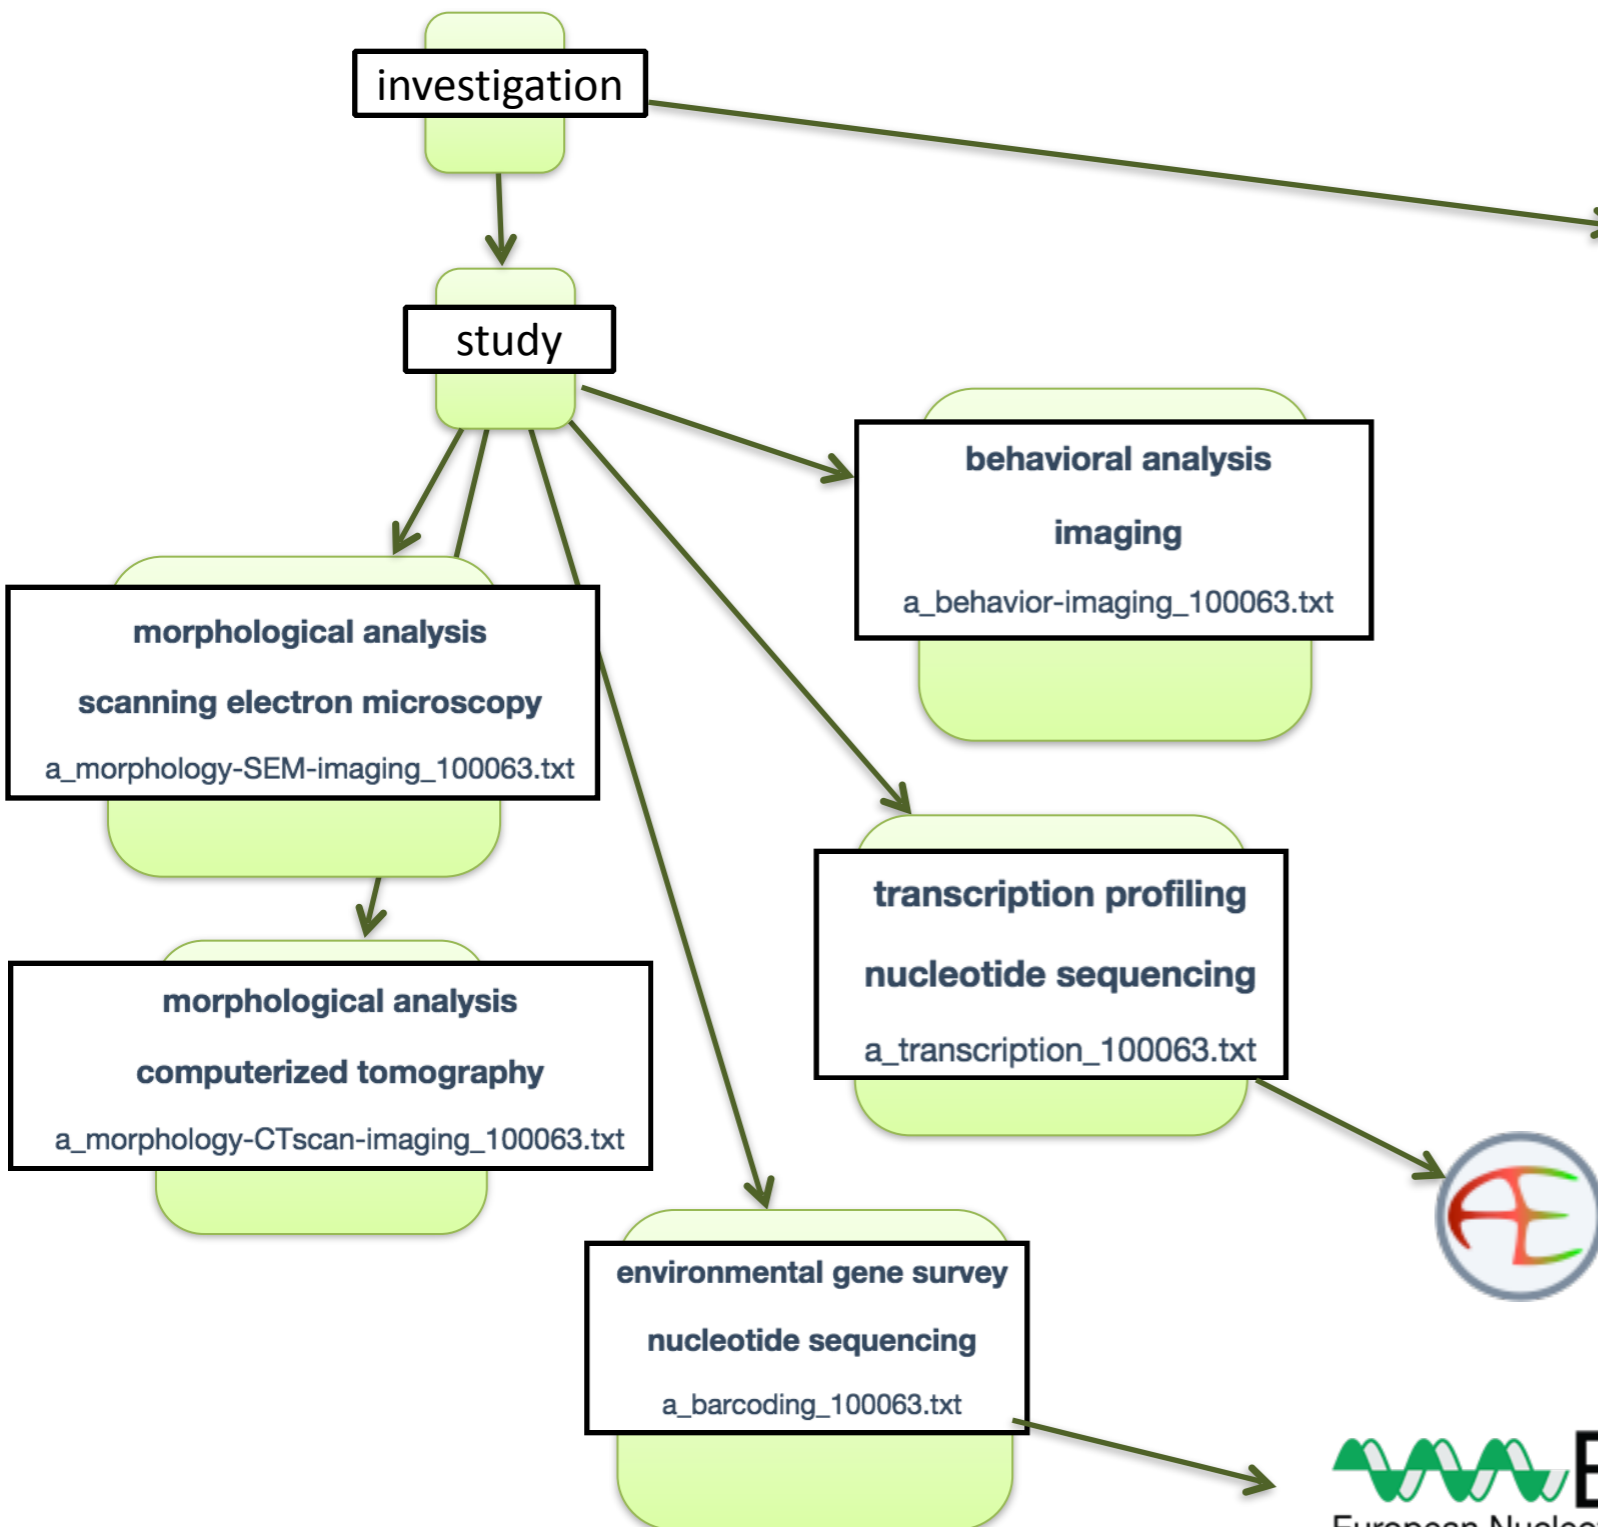 investigation
study
behavioral analysis
imaging
a_behavior-imaging_100063.txt
morphological analysis
scanning electron microscopy
a_morphology-SEM-imaging_100063.txt
transcription profiling
nucleotide sequencing
a_transcription_100063.txt
morphological analysis
computerized tomography
a_morphology-CTscan-imaging_100063.txt
AE
environmental gene survey
nucleotide sequencing
a_barcoding_100063.txt
European